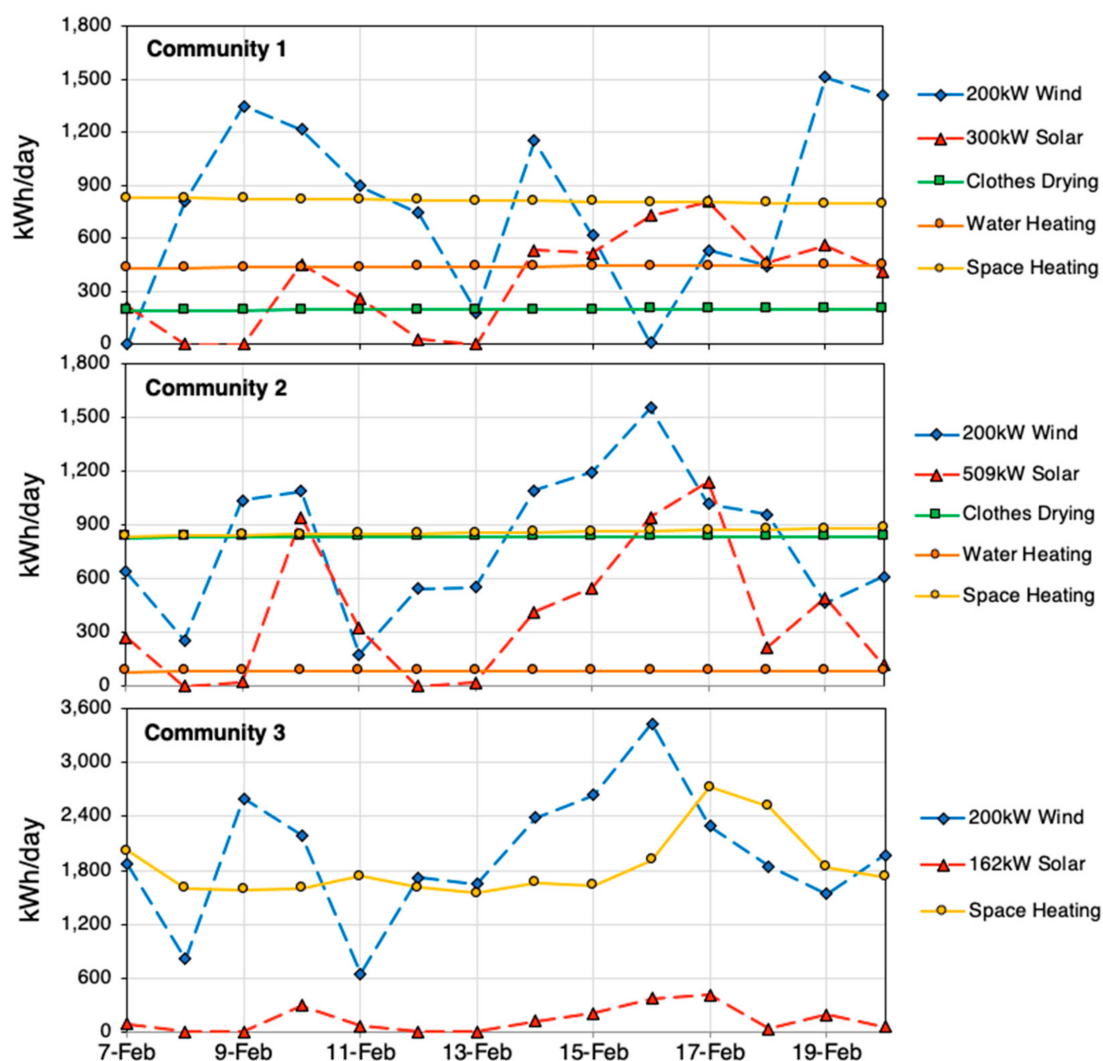 Community 1
kWh/day
1,800
1,500
1,200
900
600
300
0
200kW Wind
300kW Solar
Clothes Drying
Water Heating
Space Heating
Community 2
kWh/day
1,800
1,500
1,200
900
600
300
0
200kW Wind
509kW Solar
Clothes Drying
Water Heating
Space Heating
Community 3
kWh/day
3,600
3,000
2,400
1,800
1,200
600
0
200kW Wind
162kW Solar
Space Heating
7-Feb 9-Feb 11-Feb 13-Feb 15-Feb 17-Feb 19-Feb